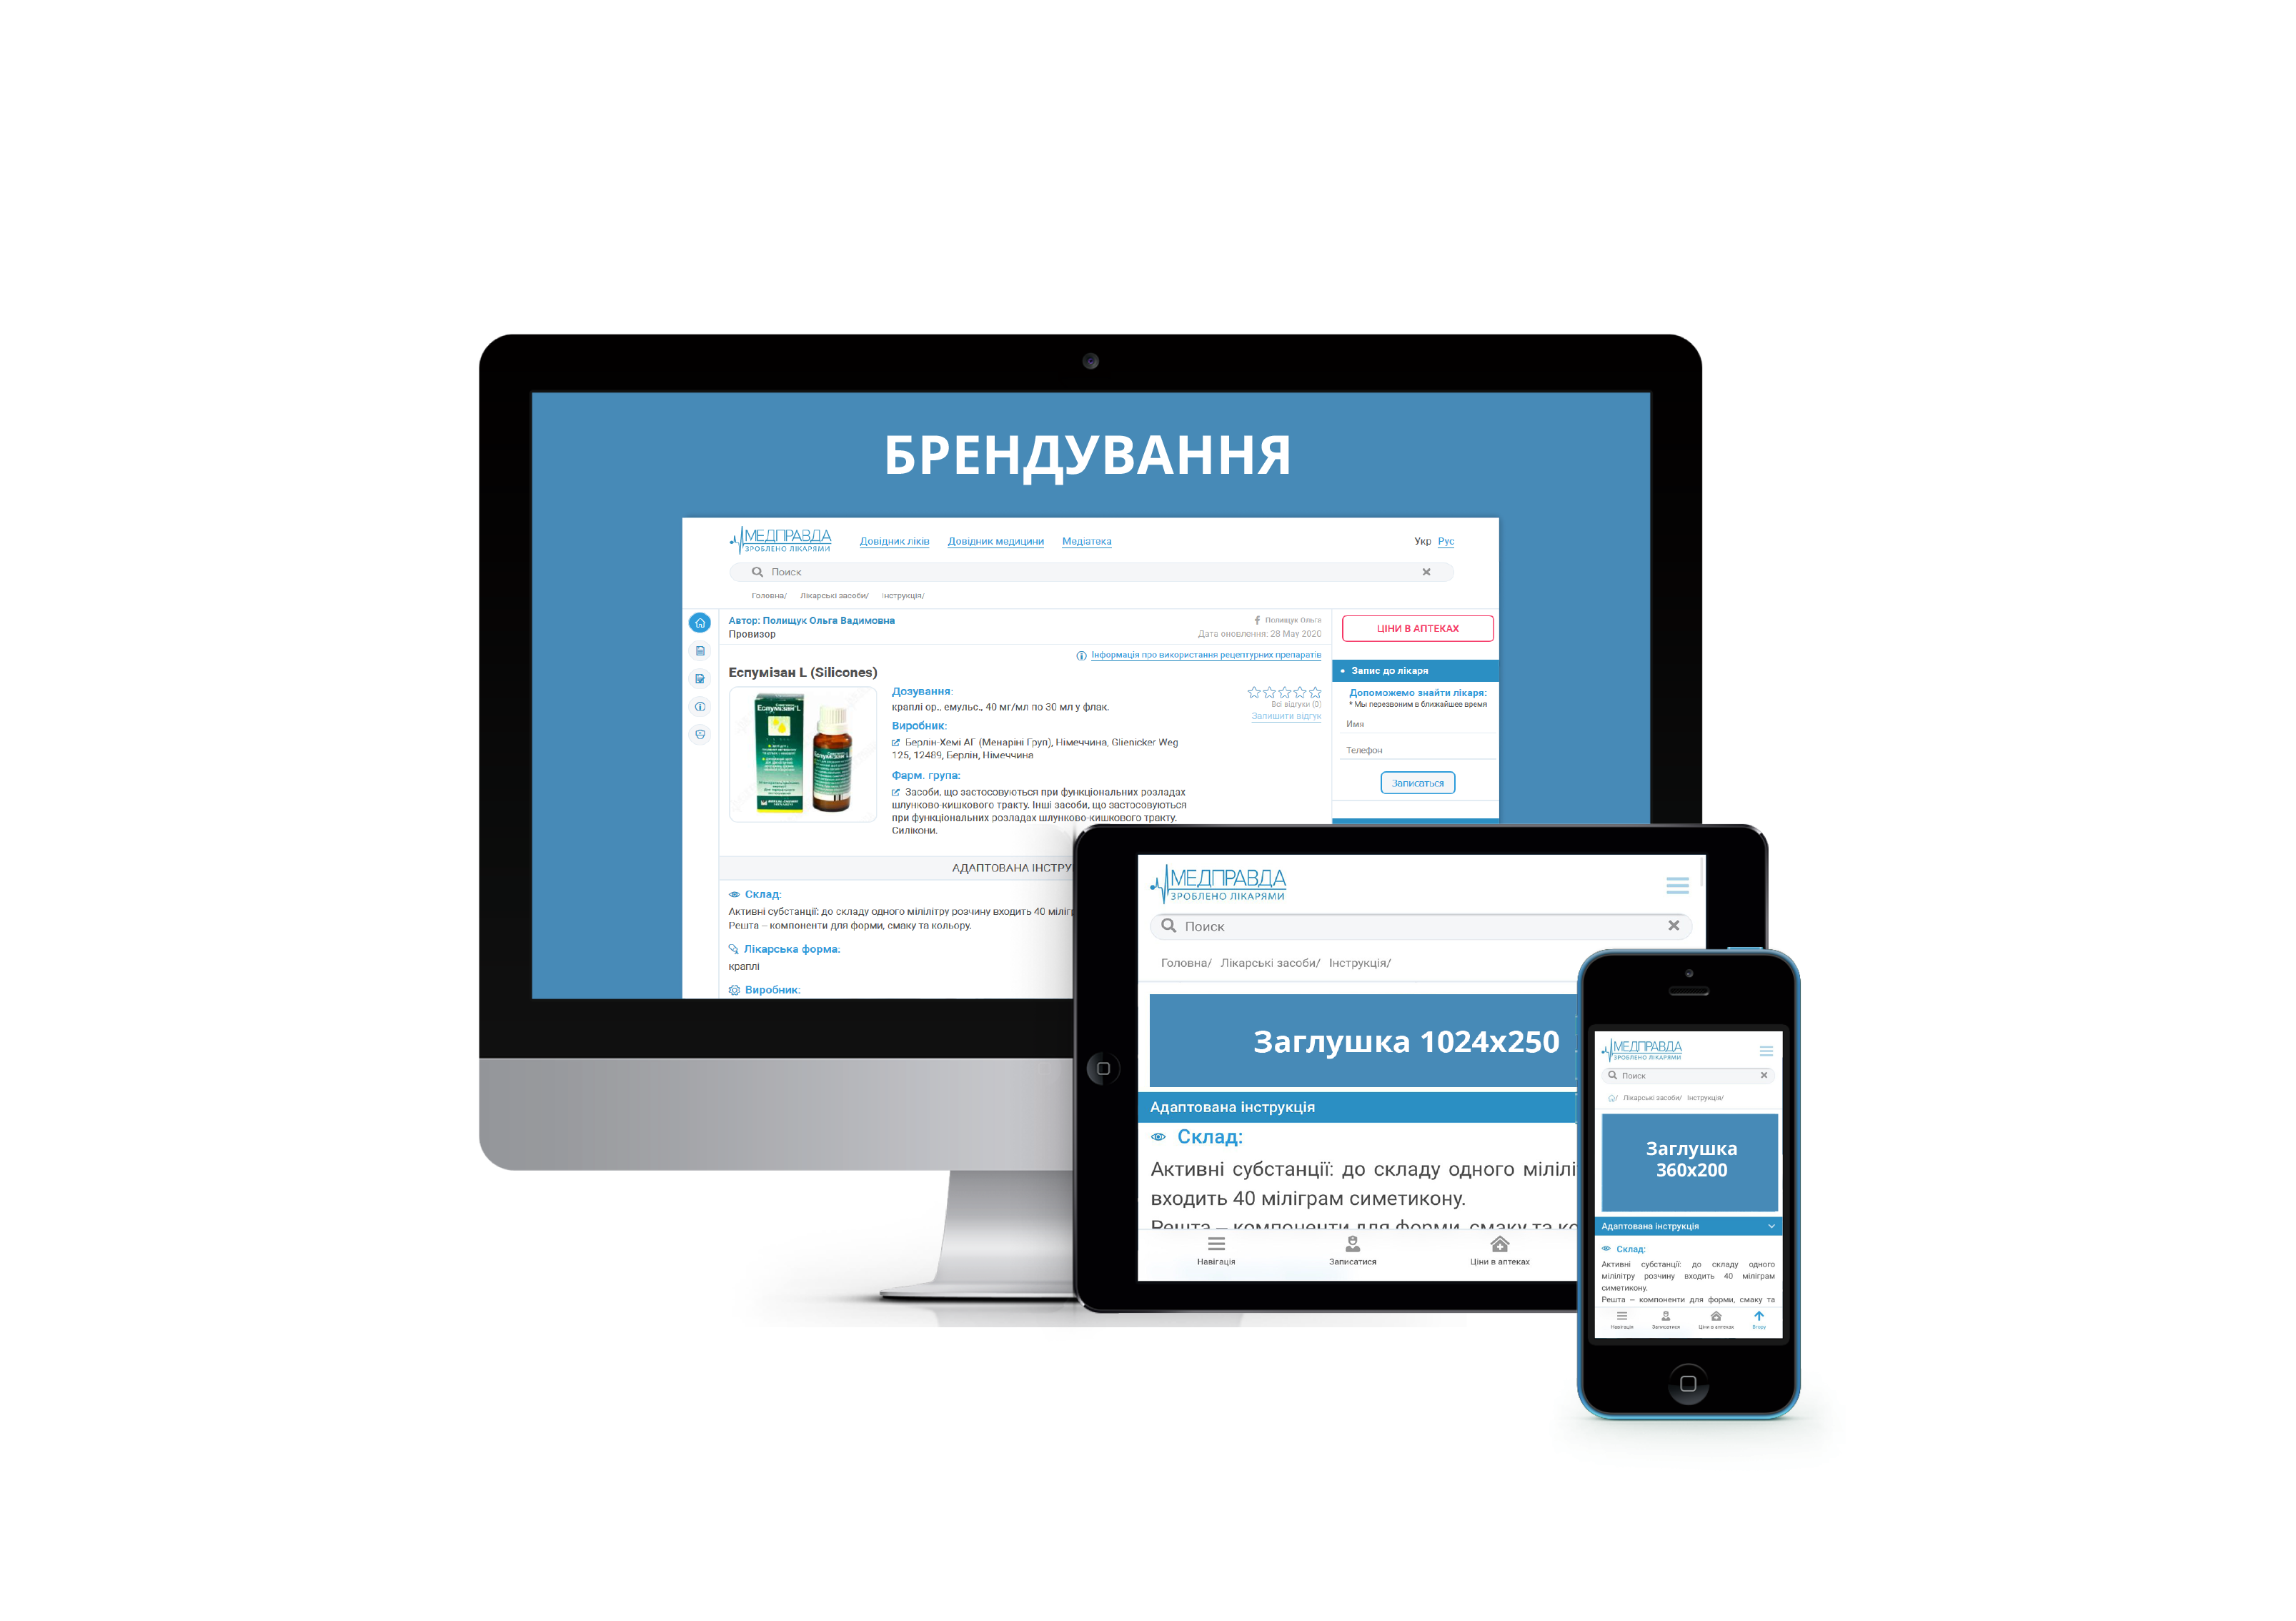 БРЕНДУВАННЯ
МЕДПРАВДА
ЗРОБЛЕНО ЛІКАРЯМИ
Довідник ліків Довідник медицини Медіатека
Укр Рус
Поиск
Головна/ Лікарські засоби/ Інструкція/
Автор: Полищук Ольга Вадимовна
Провизор
Полищук Ольга
Дата оновлення: 28 May 2020
Інформація про використання рецептурних препаратів
Еспумізан L (Silicones)
Еспумізан L
Дозування:
краплі ор., емульс., 40 мг/мл по 30 мл у флак.
Виробник:
Берлін-Хемі АГ (Менаріні Груп), Німеччина, Glienicker Weg
125, 12489, Берлін, Німеччина
Фарм. група:
Засоби, що застосовуються при функціональних розладах
шлунково-кишкового тракту. Інші засоби, що застосовуються
при функціональних розладах шлунково-кишкового тракту.
Силікони.
Всі відгуки (0)
Залишити відгук
ЦІНИ В АПТЕКАХ
Запис до лікаря
Допоможемо знайти лікаря:
* Мы перезвоним в ближайшее время
Имя
Телефон
Записаться
АДАПТОВАНА ІНСТРУ
Склад:
Активні субстанції: до складу одного мілілітру розчину входить 40 міліг
Решта – компоненти для форми, смаку та кольору.
Лікарська форма:
краплі
Виробник:
МЕДПРАВДА
ЗРОБЛЕНО ЛІКАРЯМИ
Поиск
Головна/ Лікарські засоби/ Інструкція/
Заглушка 1024x250
Адаптована інструкція
Склад:
Активні субстанції: до складу одного мілілі
входить 40 міліграм симетикону.
Решта – компоненти для форми, смаку та ко
Навігація Записатися Ціни в аптеках
МЕДПРАВДА
ЗРОБЛЕНО ЛІКАРЯМИ
Поиск
/ Лікарські засоби/ Інструкція/
Заглушка
360x200
Адаптована інструкція
Склад:
Активні субстанції: до складу одного
мілілітру розчину входить 40 міліграм
симетикону.
Решта – компоненти для форми, смаку та
Навігація Записатися Ціни в аптеках Вгору